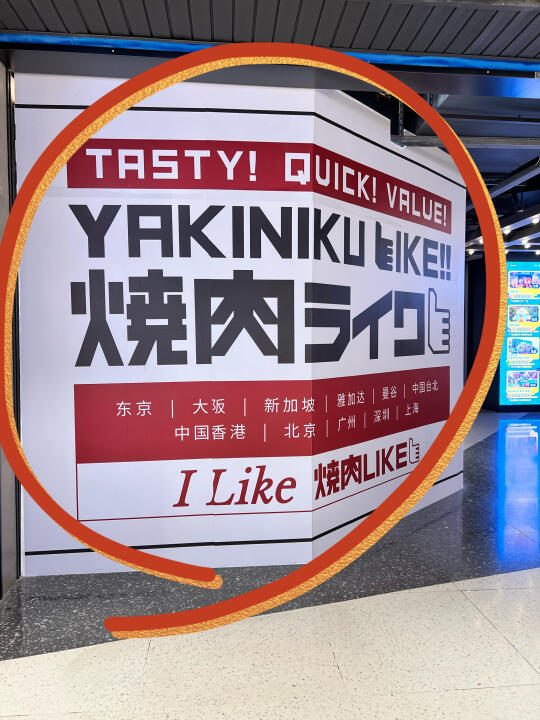 TASTY! QUICK! VALUE!
YAKINIKU LIKE!!
焼肉ライク
东京 | 大阪 | 新加坡 | 雅加达 | 曼谷 | 中国台北
中国香港 | 北京 | 广州 | 深圳 | 上海
I Like 焼肉LIKE